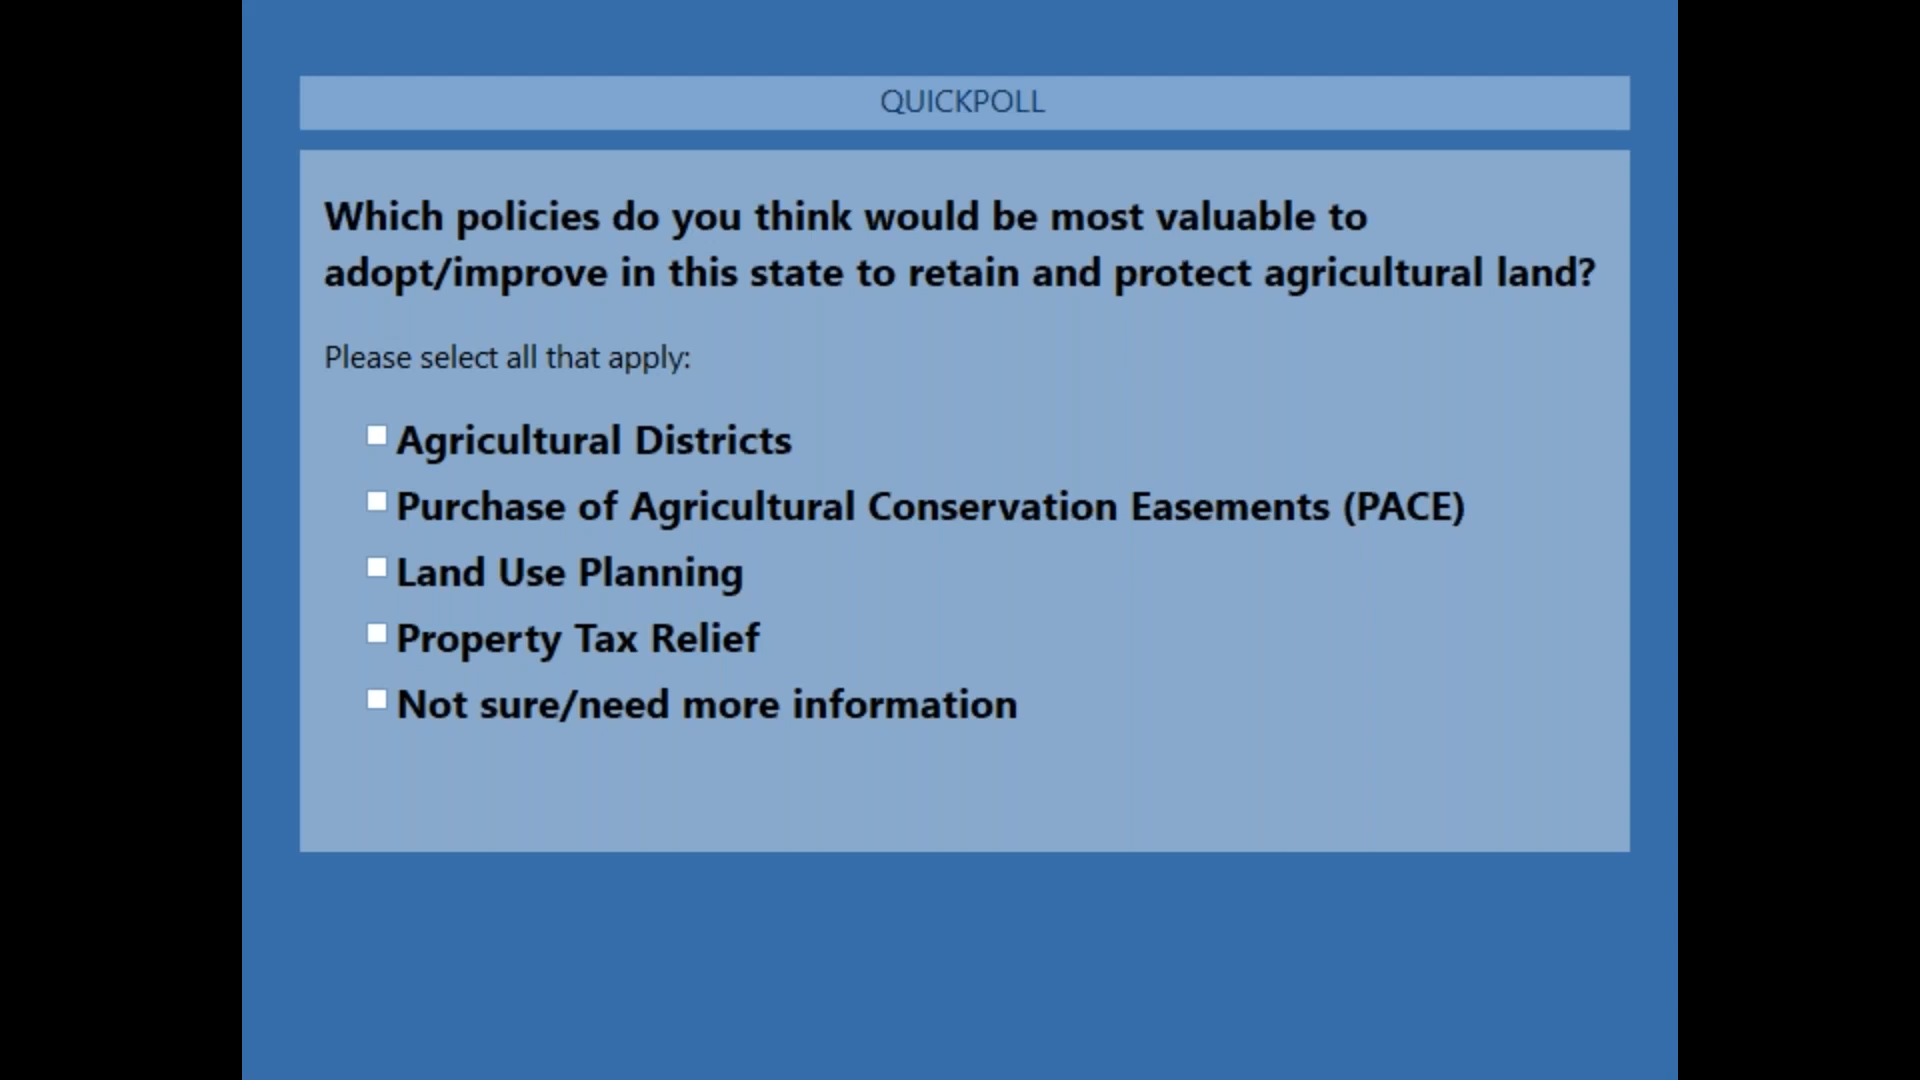 QUICKPOLL
Which policies do you think would be most valuable to
adopt/improve in this state to retain and protect agricultural land?
Please select all that apply:
Agricultural Districts
Purchase of Agricultural Conservation Easements (PACE)
Land Use Planning
Property Tax Relief
Not sure/need more information